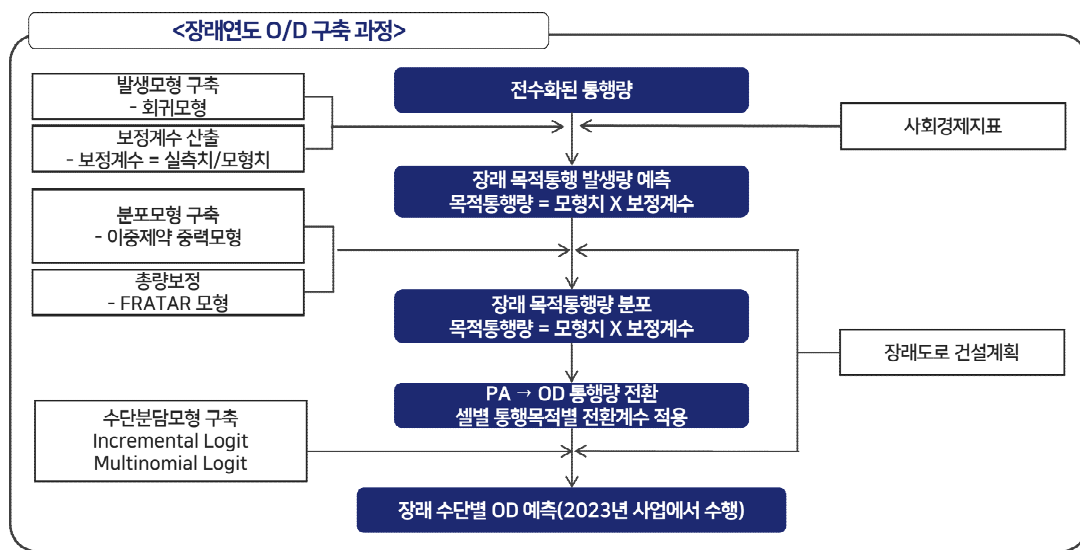 <장래연도 O/D 구축 과정>
발생모형 구축
- 회귀모형
보정계수 산출
- 보정계수 = 실측치/모형치
전수화된 통행량
사회경제지표
장래 목적통행 발생량 예측
목적통행량 = 모형치 X 보정계수
분포모형 구축
- 이중제약 중력모형
총량보정
- FRATAR 모형
장래 목적통행량 분포
목적통행량 = 모형치 X 보정계수
장래도로 건설계획
PA → OD 통행량 전환
셀별 통행목적별 전환계수 적용
수단분담모형 구축
Incremental Logit
Multinomial Logit
장래 수단별 OD 예측(2023년 사업에서 수행)